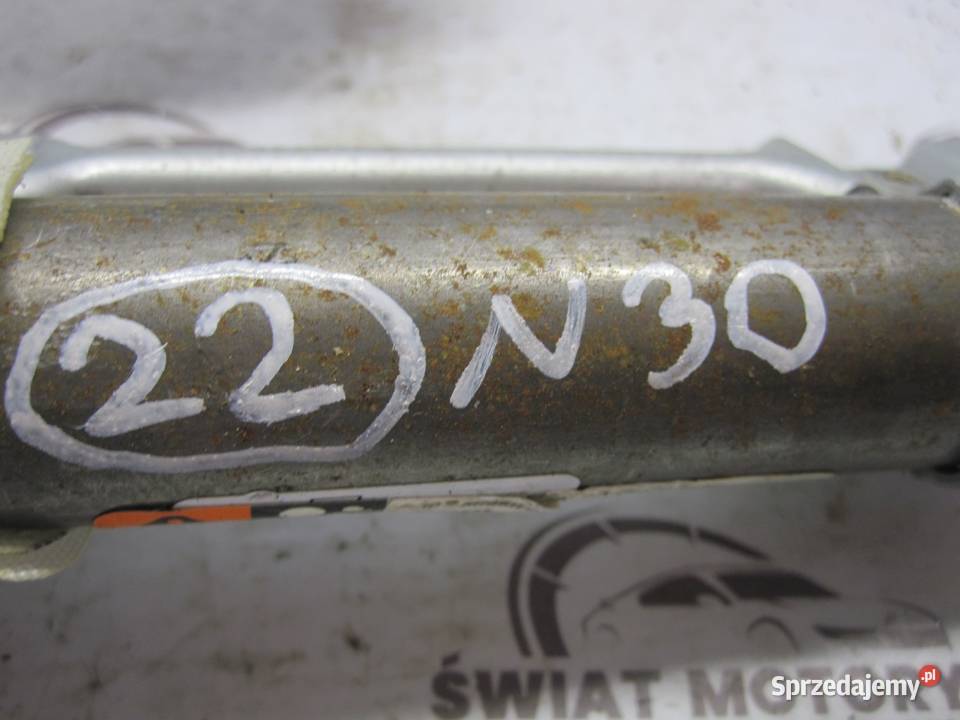 22 N30
ŚWIAT MOTORY
Sprzedajemy.pl